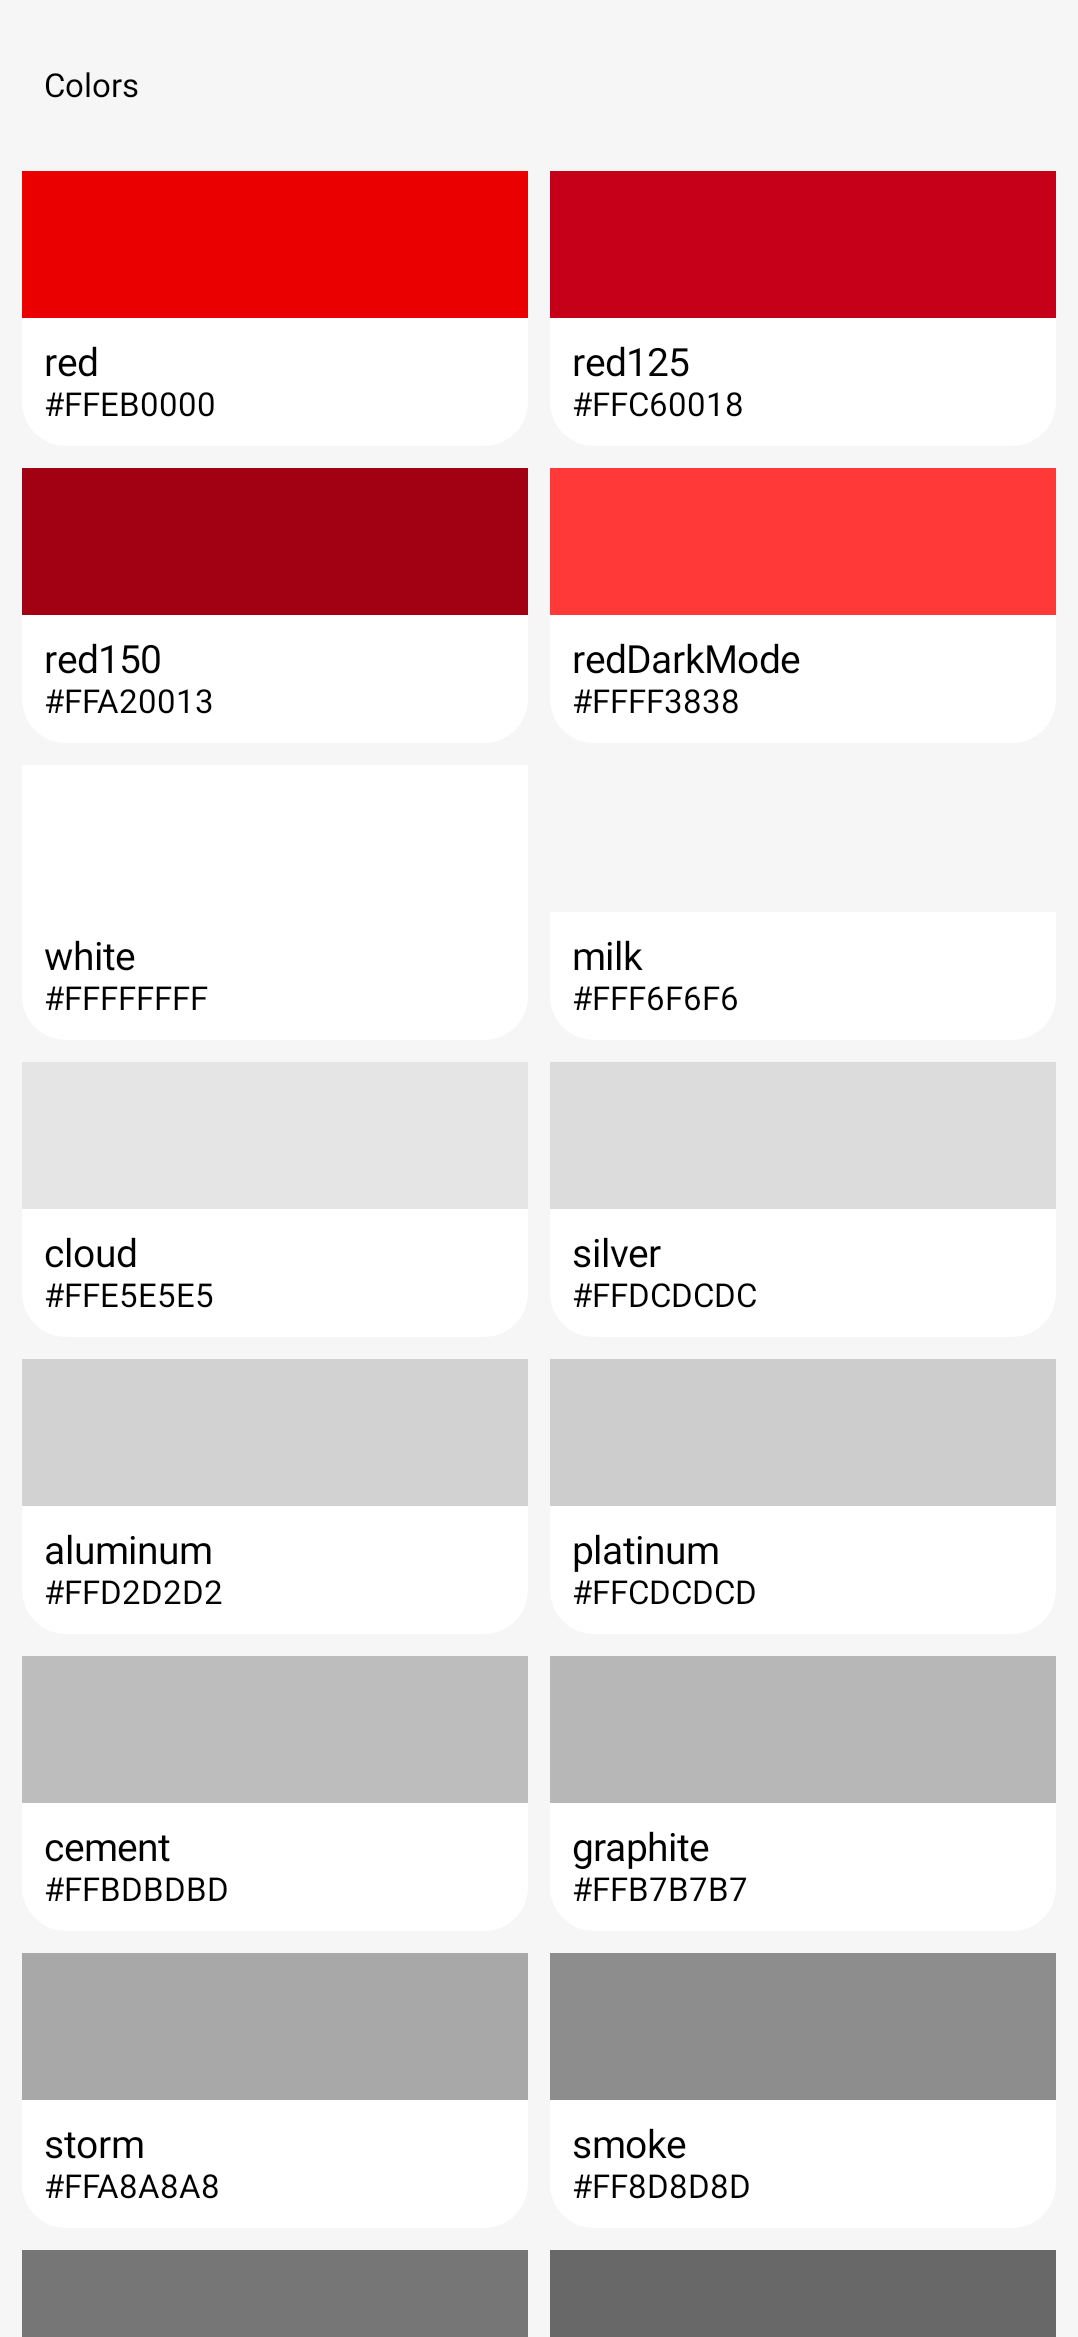 Colors
red
#FFEB0000
red125
#FFC60018
red150
#FFA20013
redDarkMode
#FFFF3838
white
#FFFFFFFF
milk
#FFF6F6F6
cloud
#FFE5E5E5
silver
#FFDCDCDC
aluminum
#FFD2D2D2
platinum
#FFCDCDCD
cement
#FFBDBDBD
graphite
#FFB7B7B7
storm
#FFA8A8A8
smoke
#FF8D8D8D